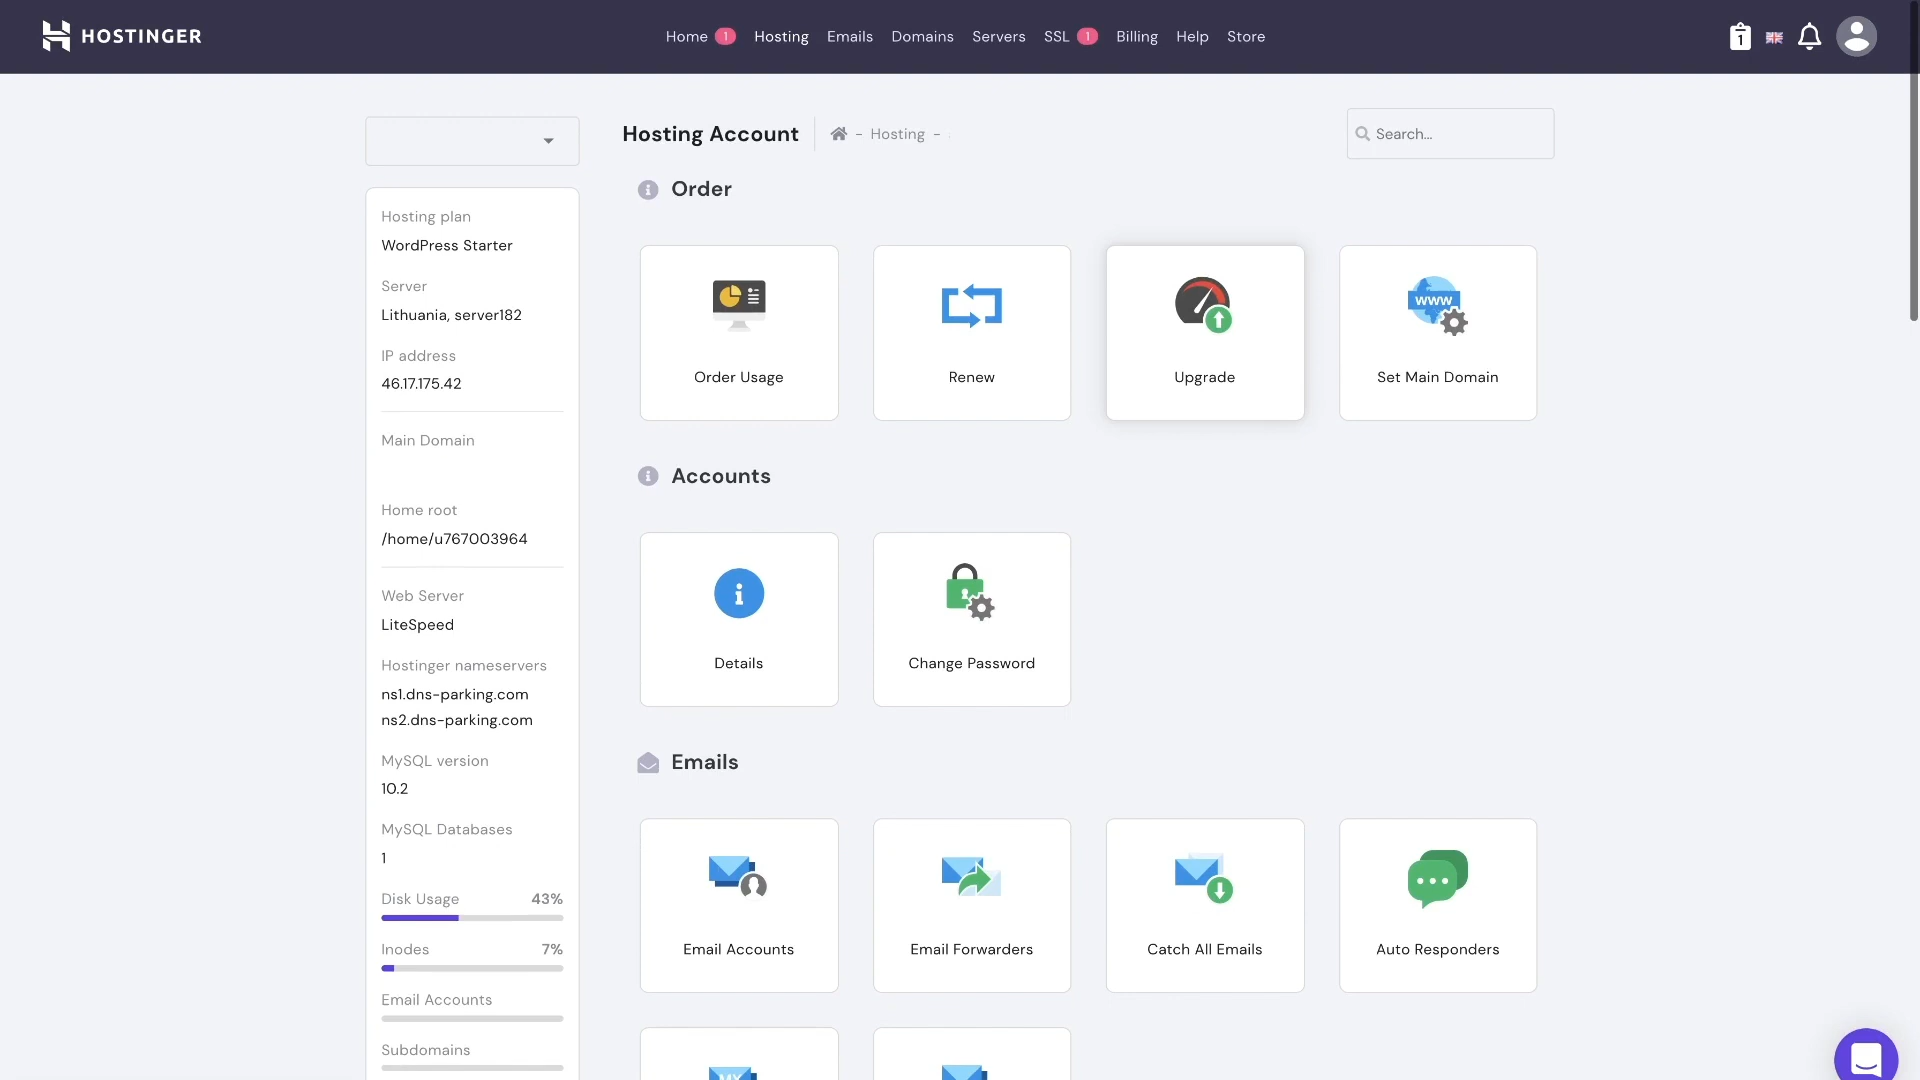 HOSTINGER
Home 1 Hosting Emails Domains Servers SSL 1 Billing Help Store
1
Hosting Account
- Hosting -
Search...
Hosting plan
WordPress Starter
Server
Lithuania, server182
IP address
46.17.175.42
Main Domain
Home root
/home/u767003964
Web Server
LiteSpeed
Hostinger nameservers
ns1.dns-parking.com
ns2.dns-parking.com
MySQL version
10.2
MySQL Databases
1
Disk Usage 43%
Inodes 7%
Email Accounts
Subdomains
Order
Order Usage
Renew
Upgrade
www
Set Main Domain
Accounts
Details
Change Password
Emails
Email Accounts
Email Forwarders
Catch All Emails
Auto Responders
MX